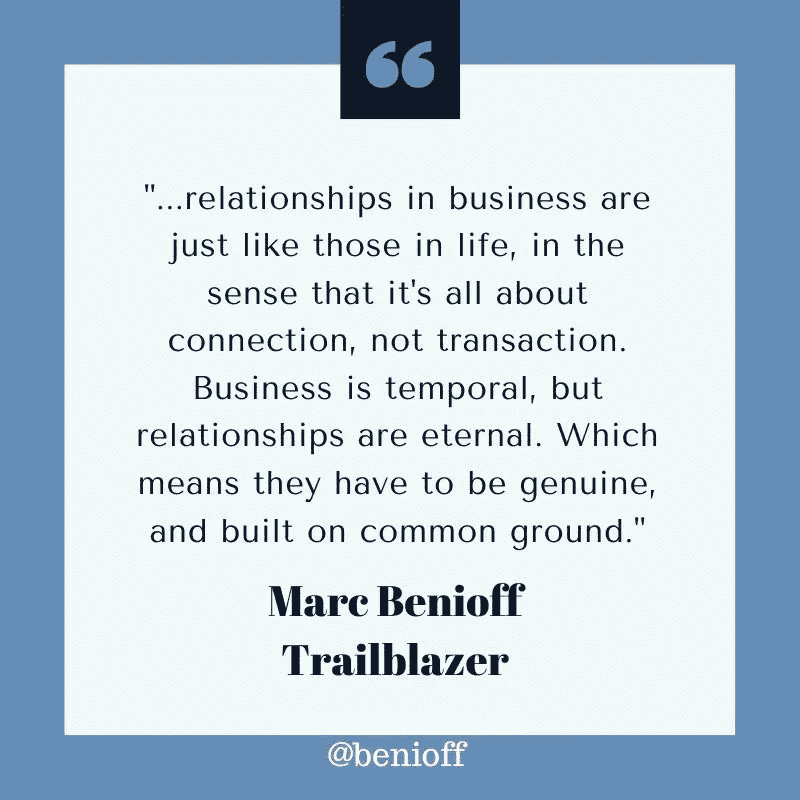 "...relationships in business are
just like those in life, in the
sense that it's all about
connection, not transaction.
Business is temporal, but
relationships are eternal. Which
means they have to be genuine,
and built on common ground."
Marc Benioff
Trailblazer
@benioff